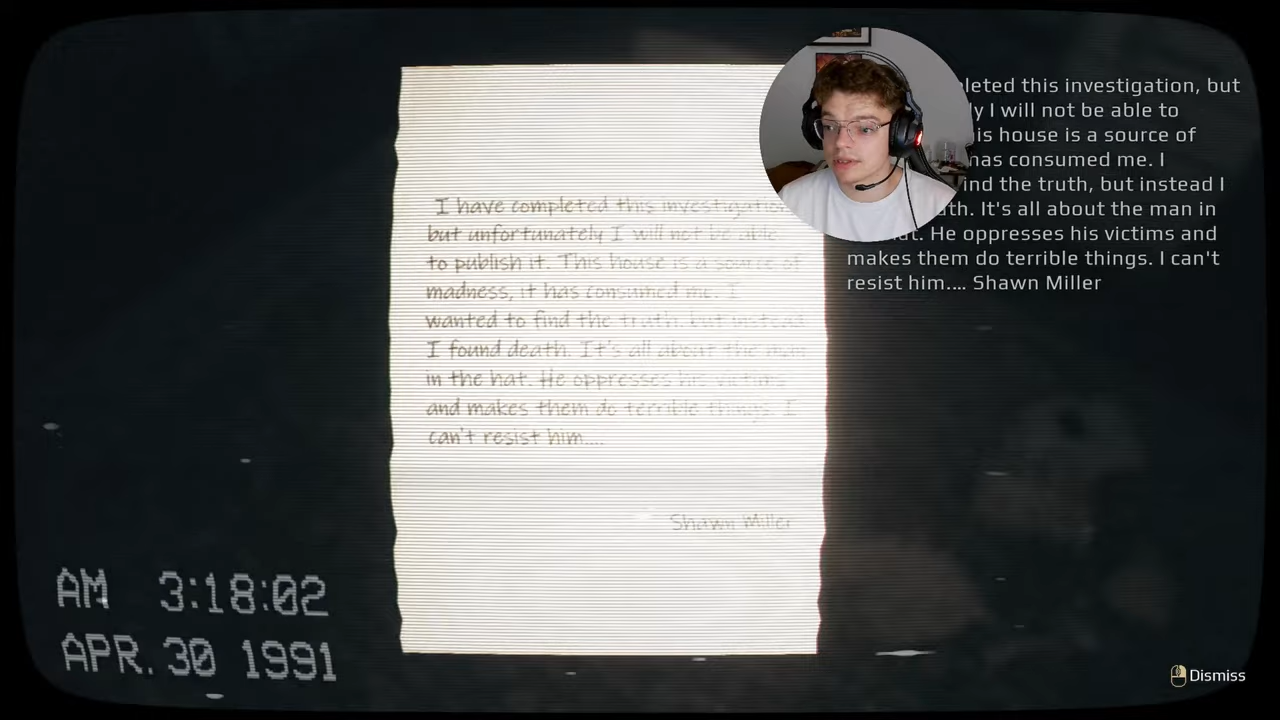 I have completed this investigation,
but unfortunately I will not be able
to publish it. This house is a source of
madness, it has consumed me. I
wanted to find the truth, but instead
I found death. It's all about the man
in the hat. He oppresses his victims
and makes them do terrible things. I
can't resist him....
Shawn Miller
leted this investigation, but
ly I will not be able to
is house is a source of
has consumed me. I
ind the truth, but instead I
th. It's all about the man in
at. He oppresses his victims and
makes them do terrible things. I can't
resist him.... Shawn Miller
AM 3:18:02
APR. 30 1991
Dismiss